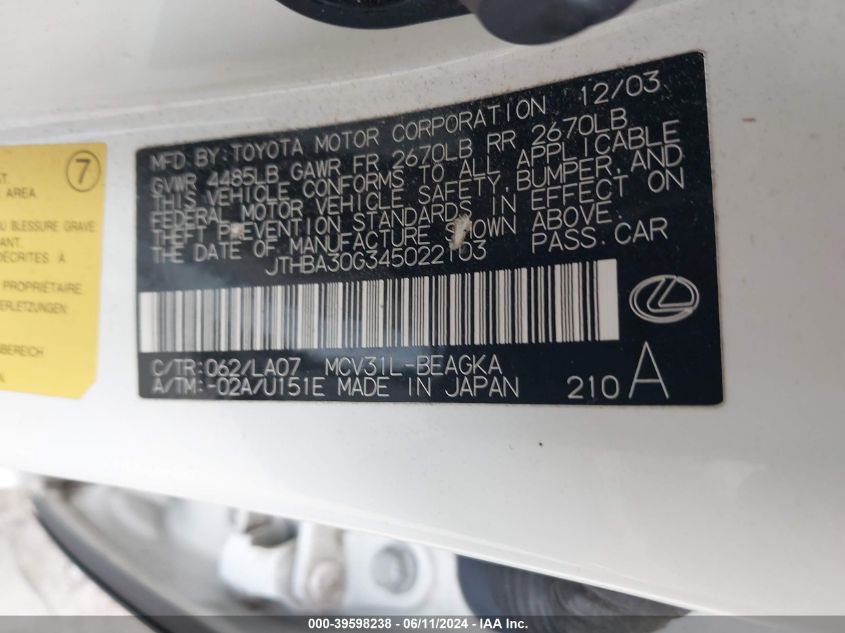 7
T.
AREA
U BLESSURE GRAVE
ANT.
DÉCRITES À
PROPRIÉTAIRE.
ERLETZUNGEN
BEREICH
MFD. BY: TOYOTA MOTOR CORPORATION 12/03
GVWR 4485LB GAWR FR 2670LB RR 2670LB
THIS VEHICLE CONFORMS TO ALL APPLICABLE
FEDERAL MOTOR VEHICLE SAFETY, BUMPER, AND
THEFT PREVENTION STANDARDS IN EFFECT ON
THE DATE OF MANUFACTURE SHOWN ABOVE.
JTHBA30G345022103 PASS. CAR
C/TR: 062/LA07 MCV31L-BEAGKA
A/TM: -02A/U151E MADE IN JAPAN 210 A
000-39598238 - 06/11/2024 - IAA Inc.